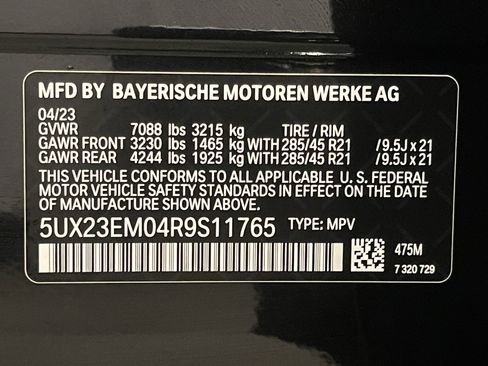 MFD BY BAYERISCHE MOTOREN WERKE AG
04/23
GVWR 7088 lbs 3215 kg TIRE / RIM
GAWR FRONT 3230 lbs 1465 kg WITH 285/45 R21 / 9.5J x 21
GAWR REAR 4244 lbs 1925 kg WITH 285/45 R21 / 9.5J x 21
THIS VEHICLE CONFORMS TO ALL APPLICABLE U. S. FEDERAL
MOTOR VEHICLE SAFETY STANDARDS IN EFFECT ON THE DATE
OF MANUFACTURE SHOWN ABOVE.
5UX23EM04R9S11765 TYPE: MPV
475M
7 320 729